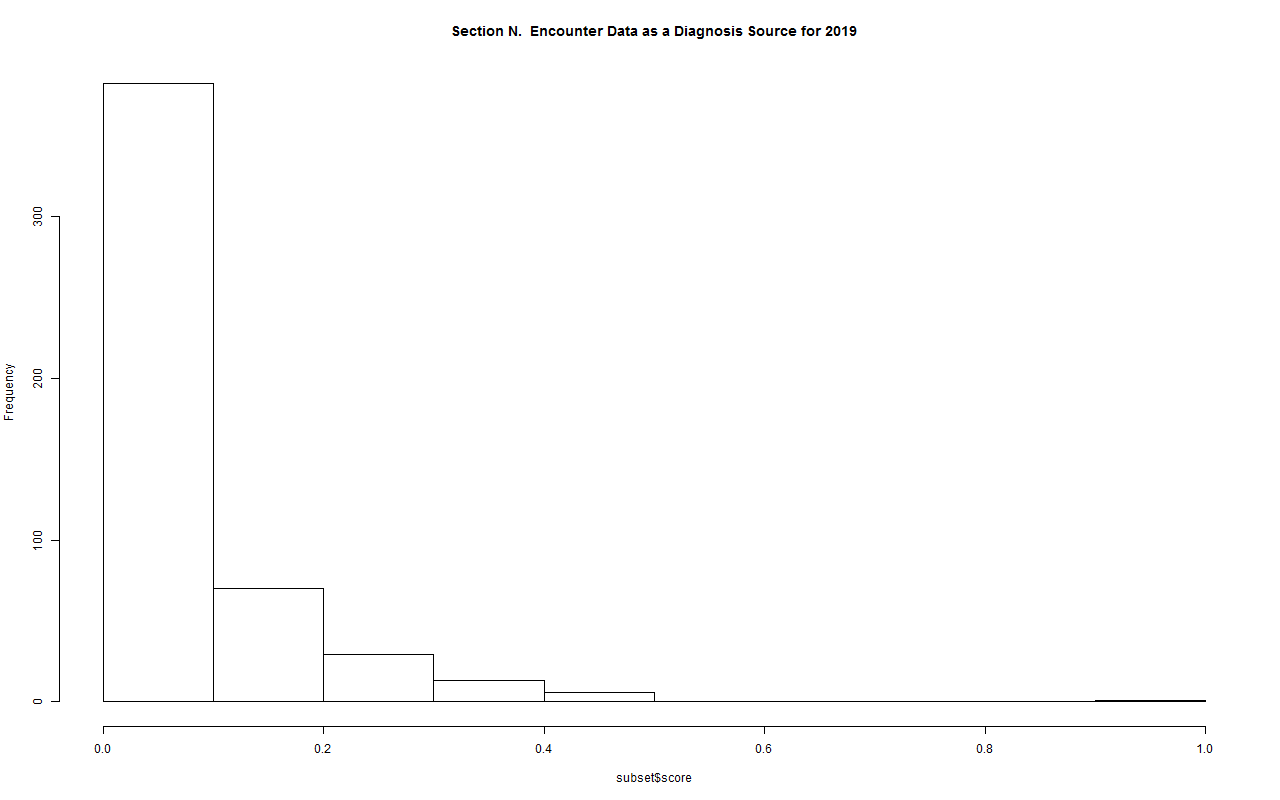 Section N.  Encounter Data as a Diagnosis Source for 2019
Frequency
300
200
100
0
0.0 0.2 0.4 0.6 0.8 1.0
subset$score